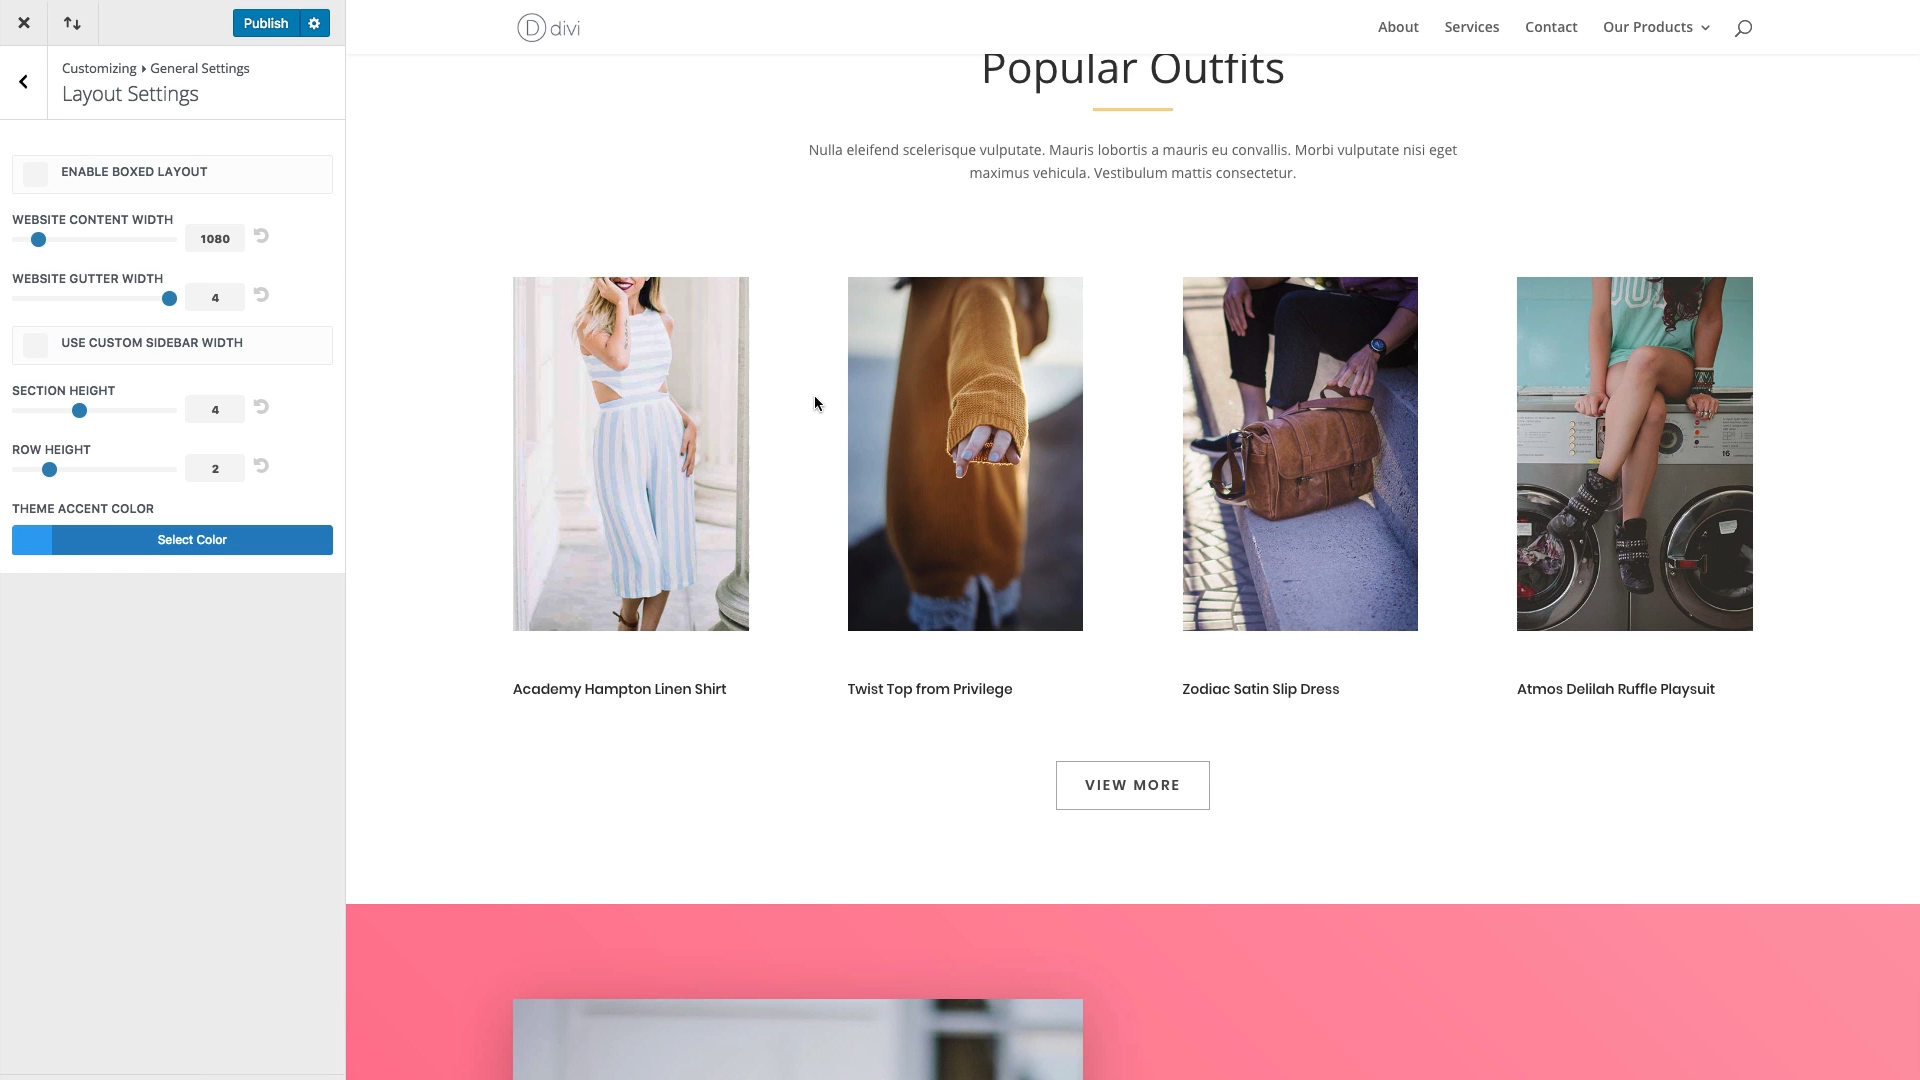 Publish
Customizing General Settings
Layout Settings
ENABLE BOXED LAYOUT
WEBSITE CONTENT WIDTH
1080
WEBSITE GUTTER WIDTH
4
USE CUSTOM SIDEBAR WIDTH
SECTION HEIGHT
4
ROW HEIGHT
2
THEME ACCENT COLOR
Select Color
D divi
About Services Contact Our Products
Popular Outfits
Nulla eleifend scelerisque vulputate. Mauris lobortis a mauris eu convallis. Morbi vulputate nisi eget
maximus vehicula. Vestibulum mattis consectetur.
16
Academy Hampton Linen Shirt
Twist Top from Privilege
Zodiac Satin Slip Dress
Atmos Delilah Ruffle Playsuit
VIEW MORE